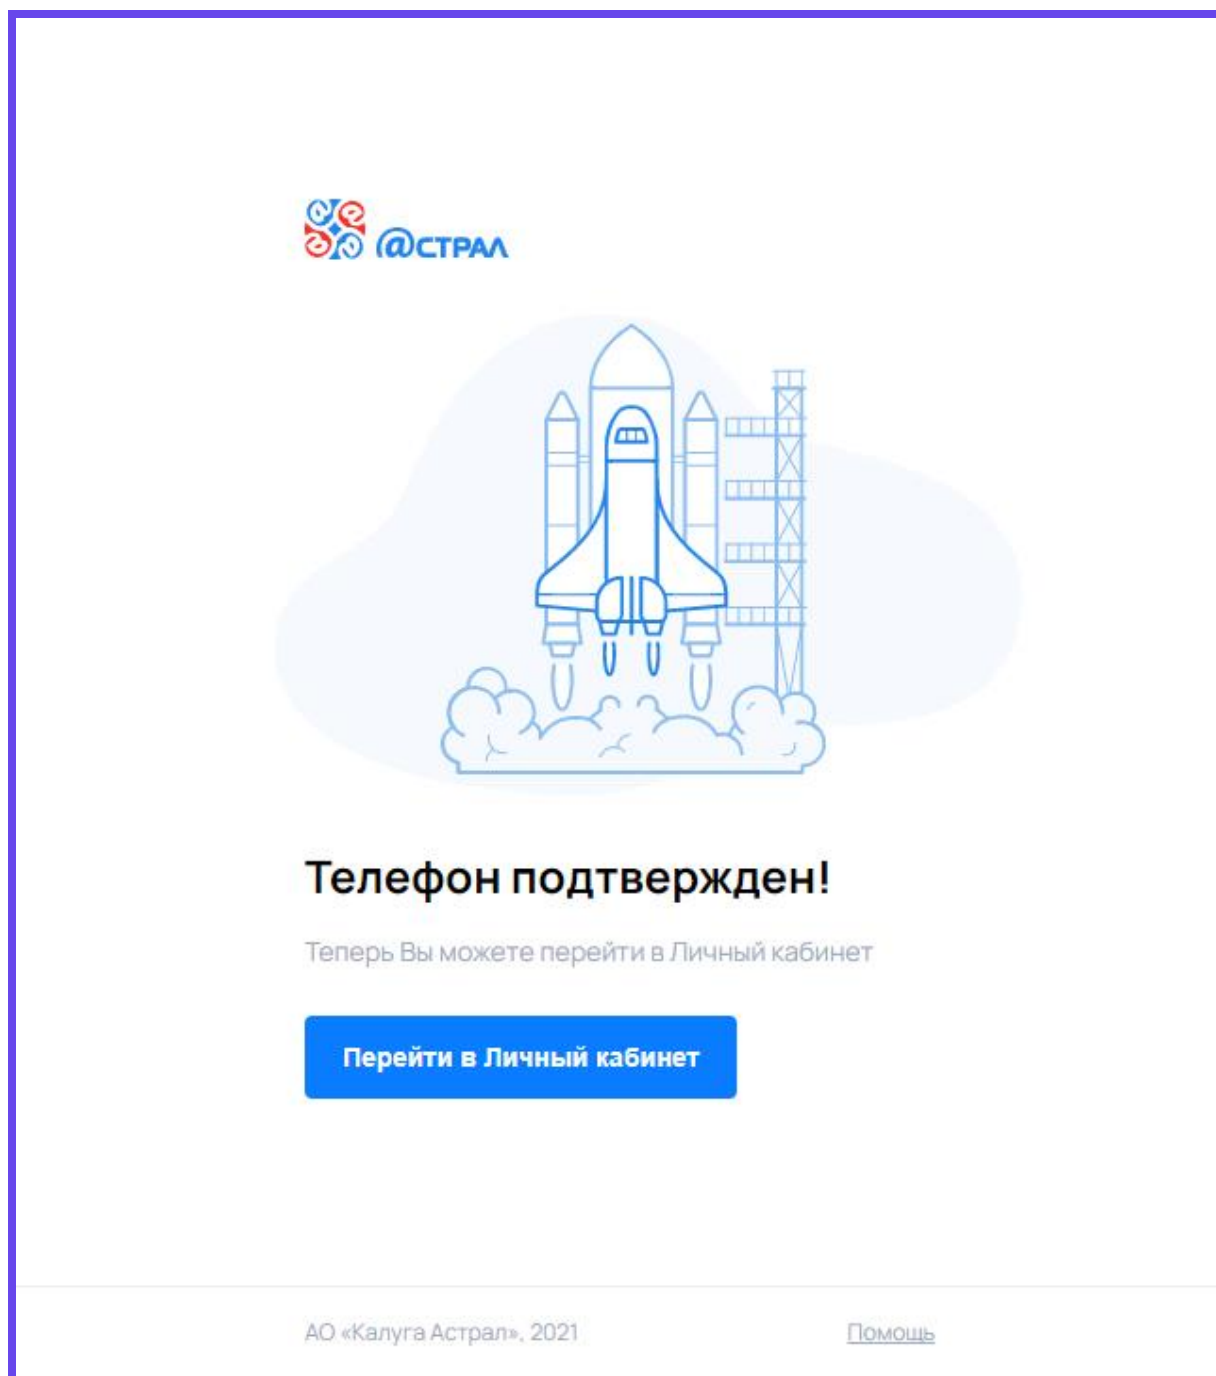 @СТРАЛ
Телефон подтвержден!
Теперь Вы можете перейти в Личный кабинет
Перейти в Личный кабинет
АО «Калуга Астрал», 2021
Помощь